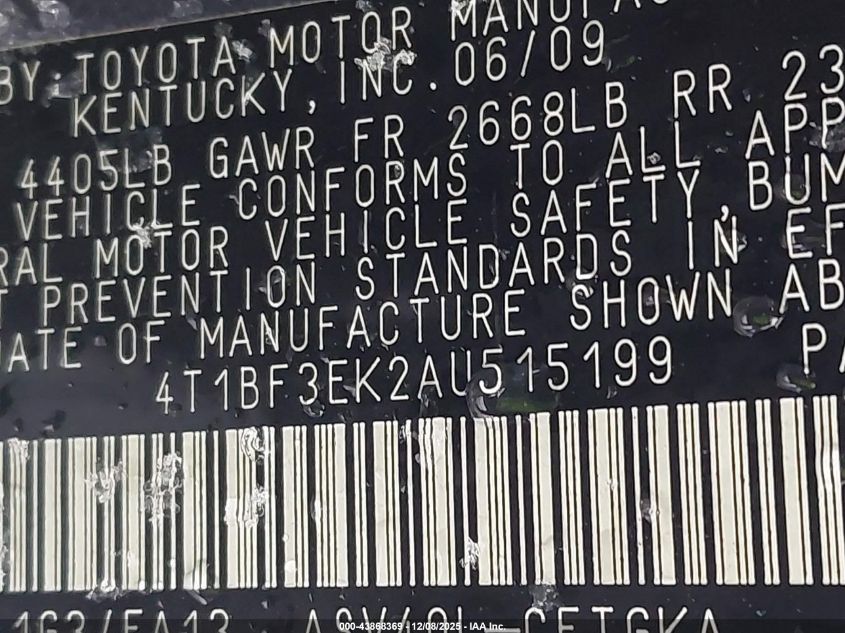 BY TOYOTA MOTOR
KENTUCKY, INC. 06/09
4405LB GAWR FR 2668LB RR 23
VEHICLE CONFORMS TO ALL APP
RAL MOTOR VEHICLE SAFETY, BUM
T PREVENTION STANDARDS IN EF
DATE OF MANUFACTURE SHOWN AB
4T1BF3EK2AU515199 PA
000-43868369 - 12/08/2025 - IAA Inc.